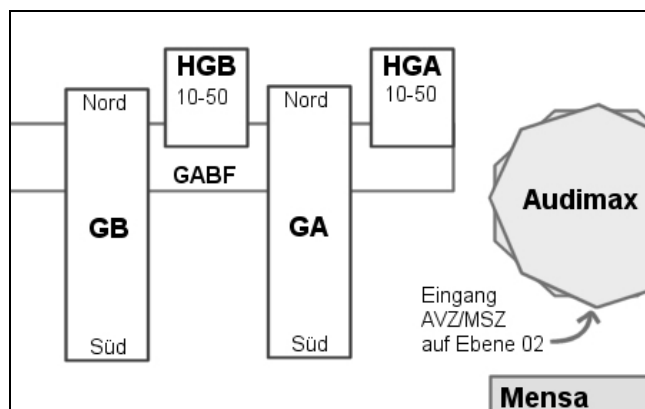 HGB
10-50
HGA
10-50
Nord
Nord
GABF
GB
GA
Audimax
Eingang
AVZ/MSZ
auf Ebene 02
Süd
Süd
Mensa